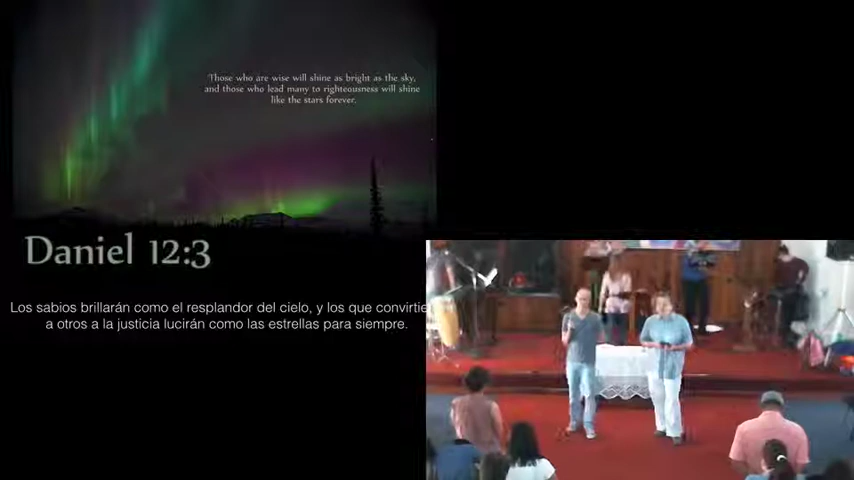 Those who are wise will shine as bright as the sky,
and those who lead many to righteousness will shine
like the stars forever.
Daniel 12:3
Los sabios brillarán como el resplandor del cielo, y los que convirtie
a otros a la justicia lucirán como las estrellas para siempre.